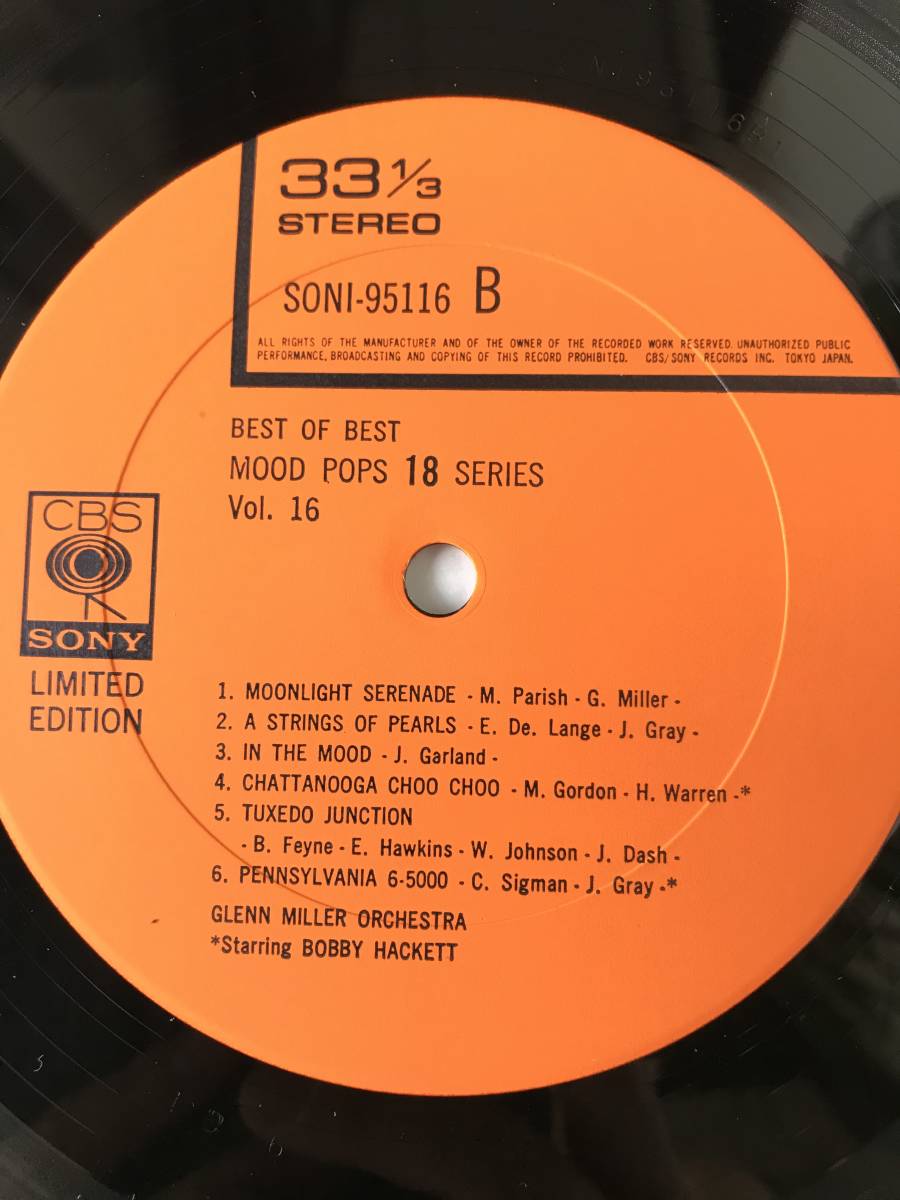 33 1/3
STEREO
SONI-95116 B
ALL RIGHTS OF THE MANUFACTURER AND OF THE OWNER OF THE RECORDED WORK RESERVED. UNAUTHORIZED PUBLIC
PERFORMANCE, BROADCASTING AND COPYING OF THIS RECORD PROHIBITED. CBS/SONY RECORDS INC. TOKYO JAPAN.
BEST OF BEST
MOOD POPS 18 SERIES
Vol. 16
CBS
SONY
LIMITED
EDITION
1. MOONLIGHT SERENADE - M. Parish - G. Miller -
2. A STRINGS OF PEARLS - E. De. Lange - J. Gray -
3. IN THE MOOD - J. Garland -
4. CHATTANOOGA CHOO CHOO - M. Gordon - H. Warren -*
5. TUXEDO JUNCTION
- B. Feyne - E. Hawkins - W. Johnson - J. Dash -
6. PENNSYLVANIA 6-5000 - C. Sigman - J. Gray -*
GLENN MILLER ORCHESTRA
*Starring BOBBY HACKETT